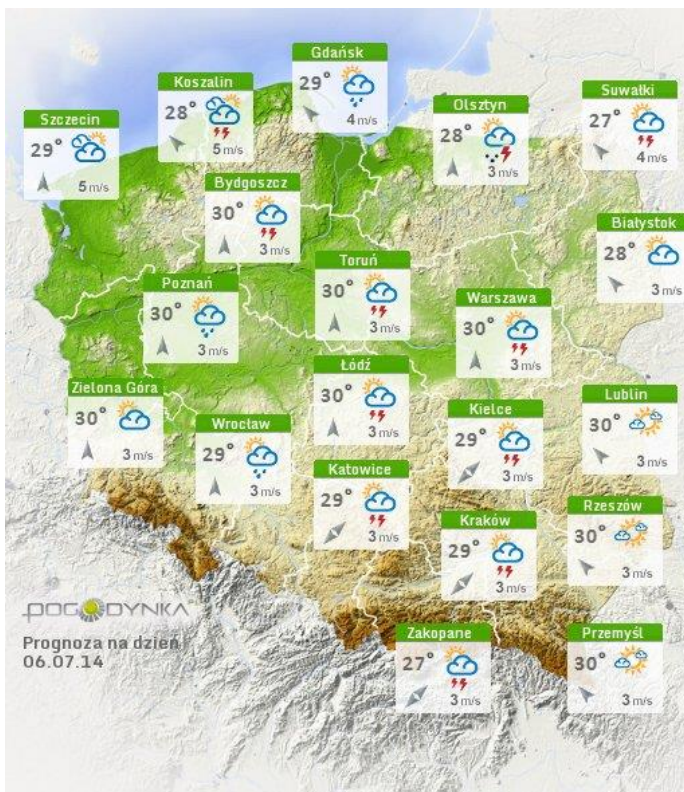 Gdańsk
29°
4 m/s
Koszalin
28°
5 m/s
Suwałki
27°
4 m/s
Olsztyn
28°
3 m/s
Szczecin
29°
5 m/s
Bydgoszcz
30°
3 m/s
Białystok
28°
3 m/s
Toruń
30°
3 m/s
Poznań
30°
3 m/s
Warszawa
30°
3 m/s
Łódź
30°
3 m/s
Zielona Góra
30°
3 m/s
Lublin
30°
3 m/s
Kielce
29°
3 m/s
Wrocław
29°
3 m/s
Katowice
29°
3 m/s
Rzeszów
30°
3 m/s
Kraków
29°
3 m/s
POGODYNKA
Prognoza na dzień
06.07.14
Zakopane
27°
3 m/s
Przemyśl
30°
3 m/s